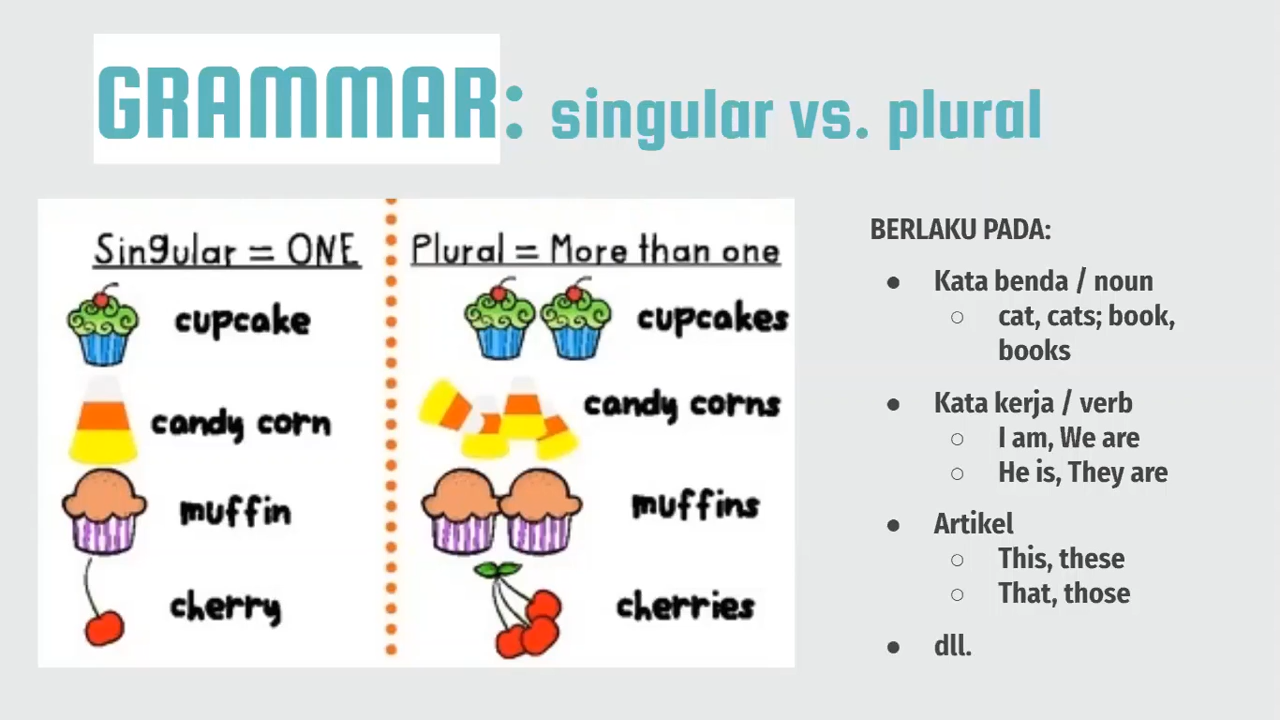 GRAMMAR: singular vs. plural
Singular = ONE
cupcake
candy corn
muffin
cherry
Plural = More than one
cupcakes
candy corns
muffins
cherries
BERLAKU PADA:
● Kata benda / noun
○ cat, cats; book,
books
● Kata kerja / verb
○ I am, We are
○ He is, They are
● Artikel
○ This, these
○ That, those
● dll.